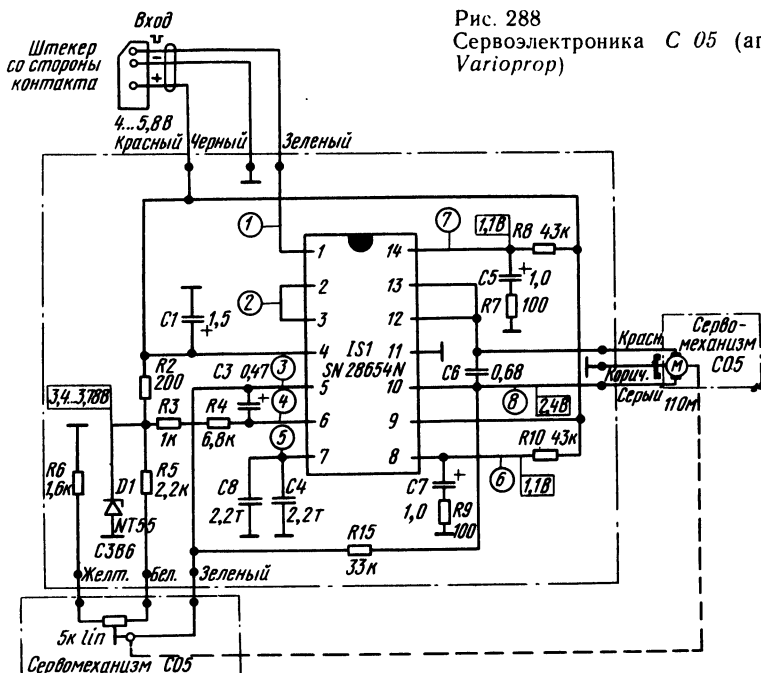 Рис. 288
Сервоэлектроника С 05 (ап
Varioprop)
Вход
Штекер
со стороны
контакта
−
+
4...5,8В
Красный
Черный
Зеленый
1
2
3
4
5
6
7
14
13
12
11
10
9
8
IS1
SN 28654N
1
2
3
4
5
6
7
8
1,1В
R8 43к
C5
+
1,0
R7
100
C1
1,5
+
R2
200
C3 0,47
+
3,4...3,78В
R3
1к
R4
6,8к
R6
1,6к
D1
NT55
C3B6
R5
2,2к
C8
2,2т
C4
2,2т
C6
0,68
Красн.
Корич.
Серый
Серво-
механизм
С05
М
11Ом
2,4В
R10 43к
1,1В
C7
+
1,0
R9
100
R15
33к
Желт.
Бел.
Зеленый
5к lin
Сервомеханизм С05